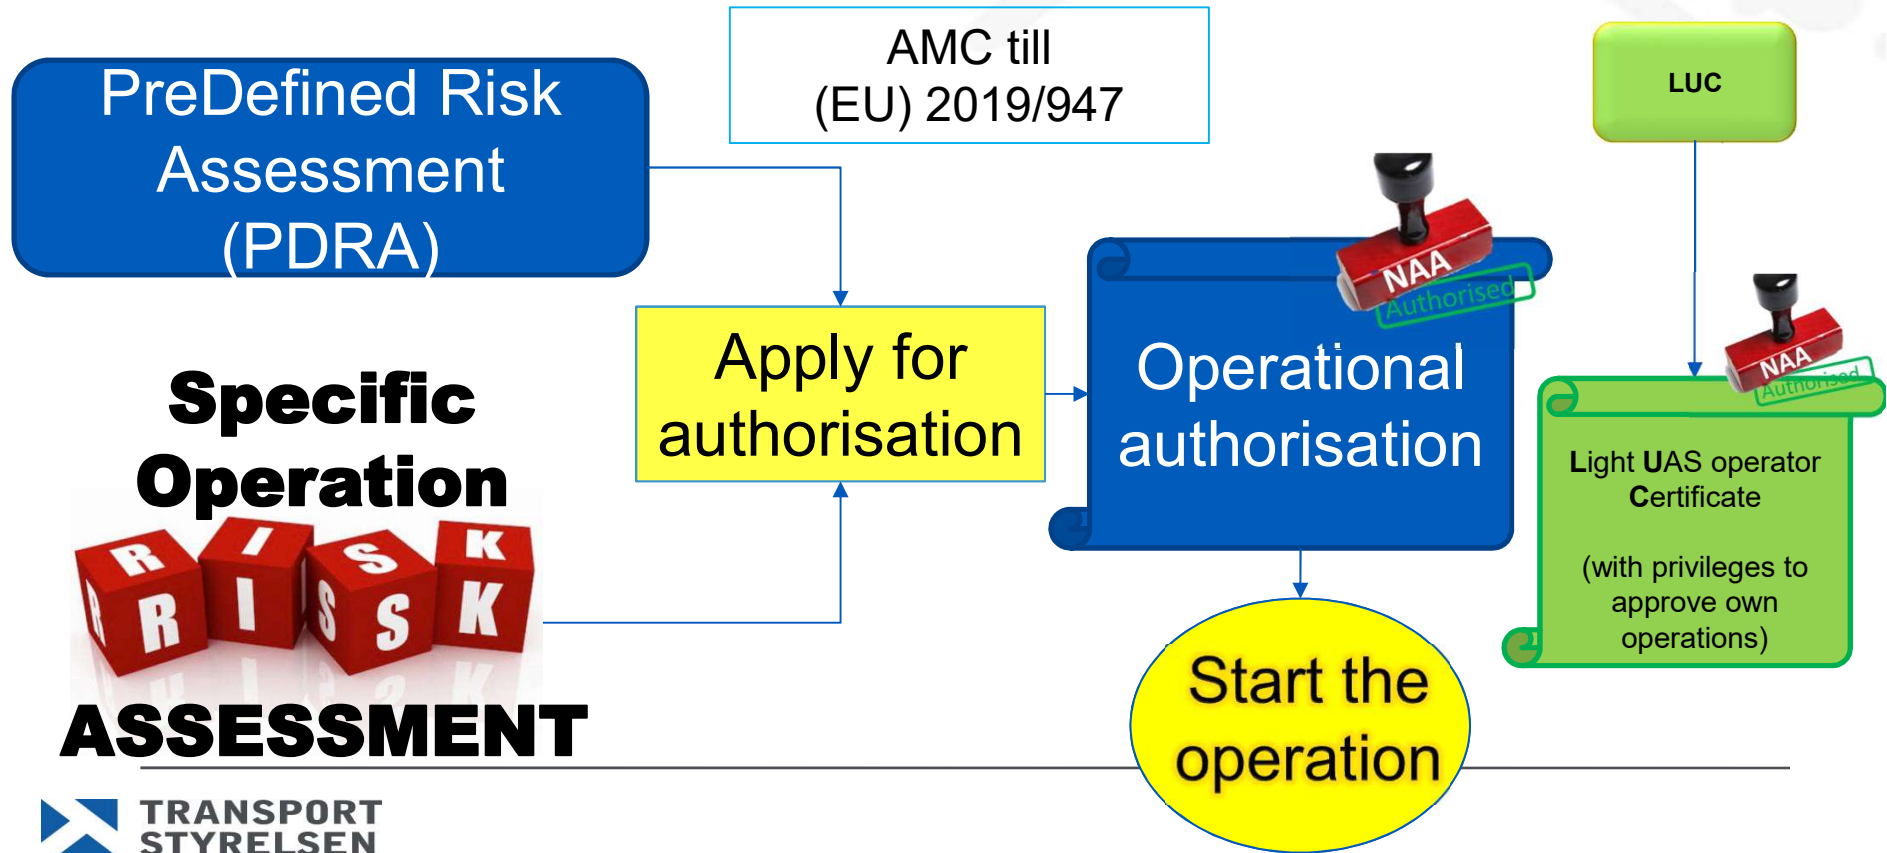 PreDefined Risk
Assessment
(PDRA)
AMC till
(EU) 2019/947
LUC
NAA
Authorised
Apply for
authorisation
Operational
authorisation
Specific
Operation
R I S K
R R I S S K
ASSESSMENT
NAA
Authorised
Light UAS operator
Certificate
(with privileges to
approve own
operations)
Start the
operation
TRANSPORT
STYRELSEN